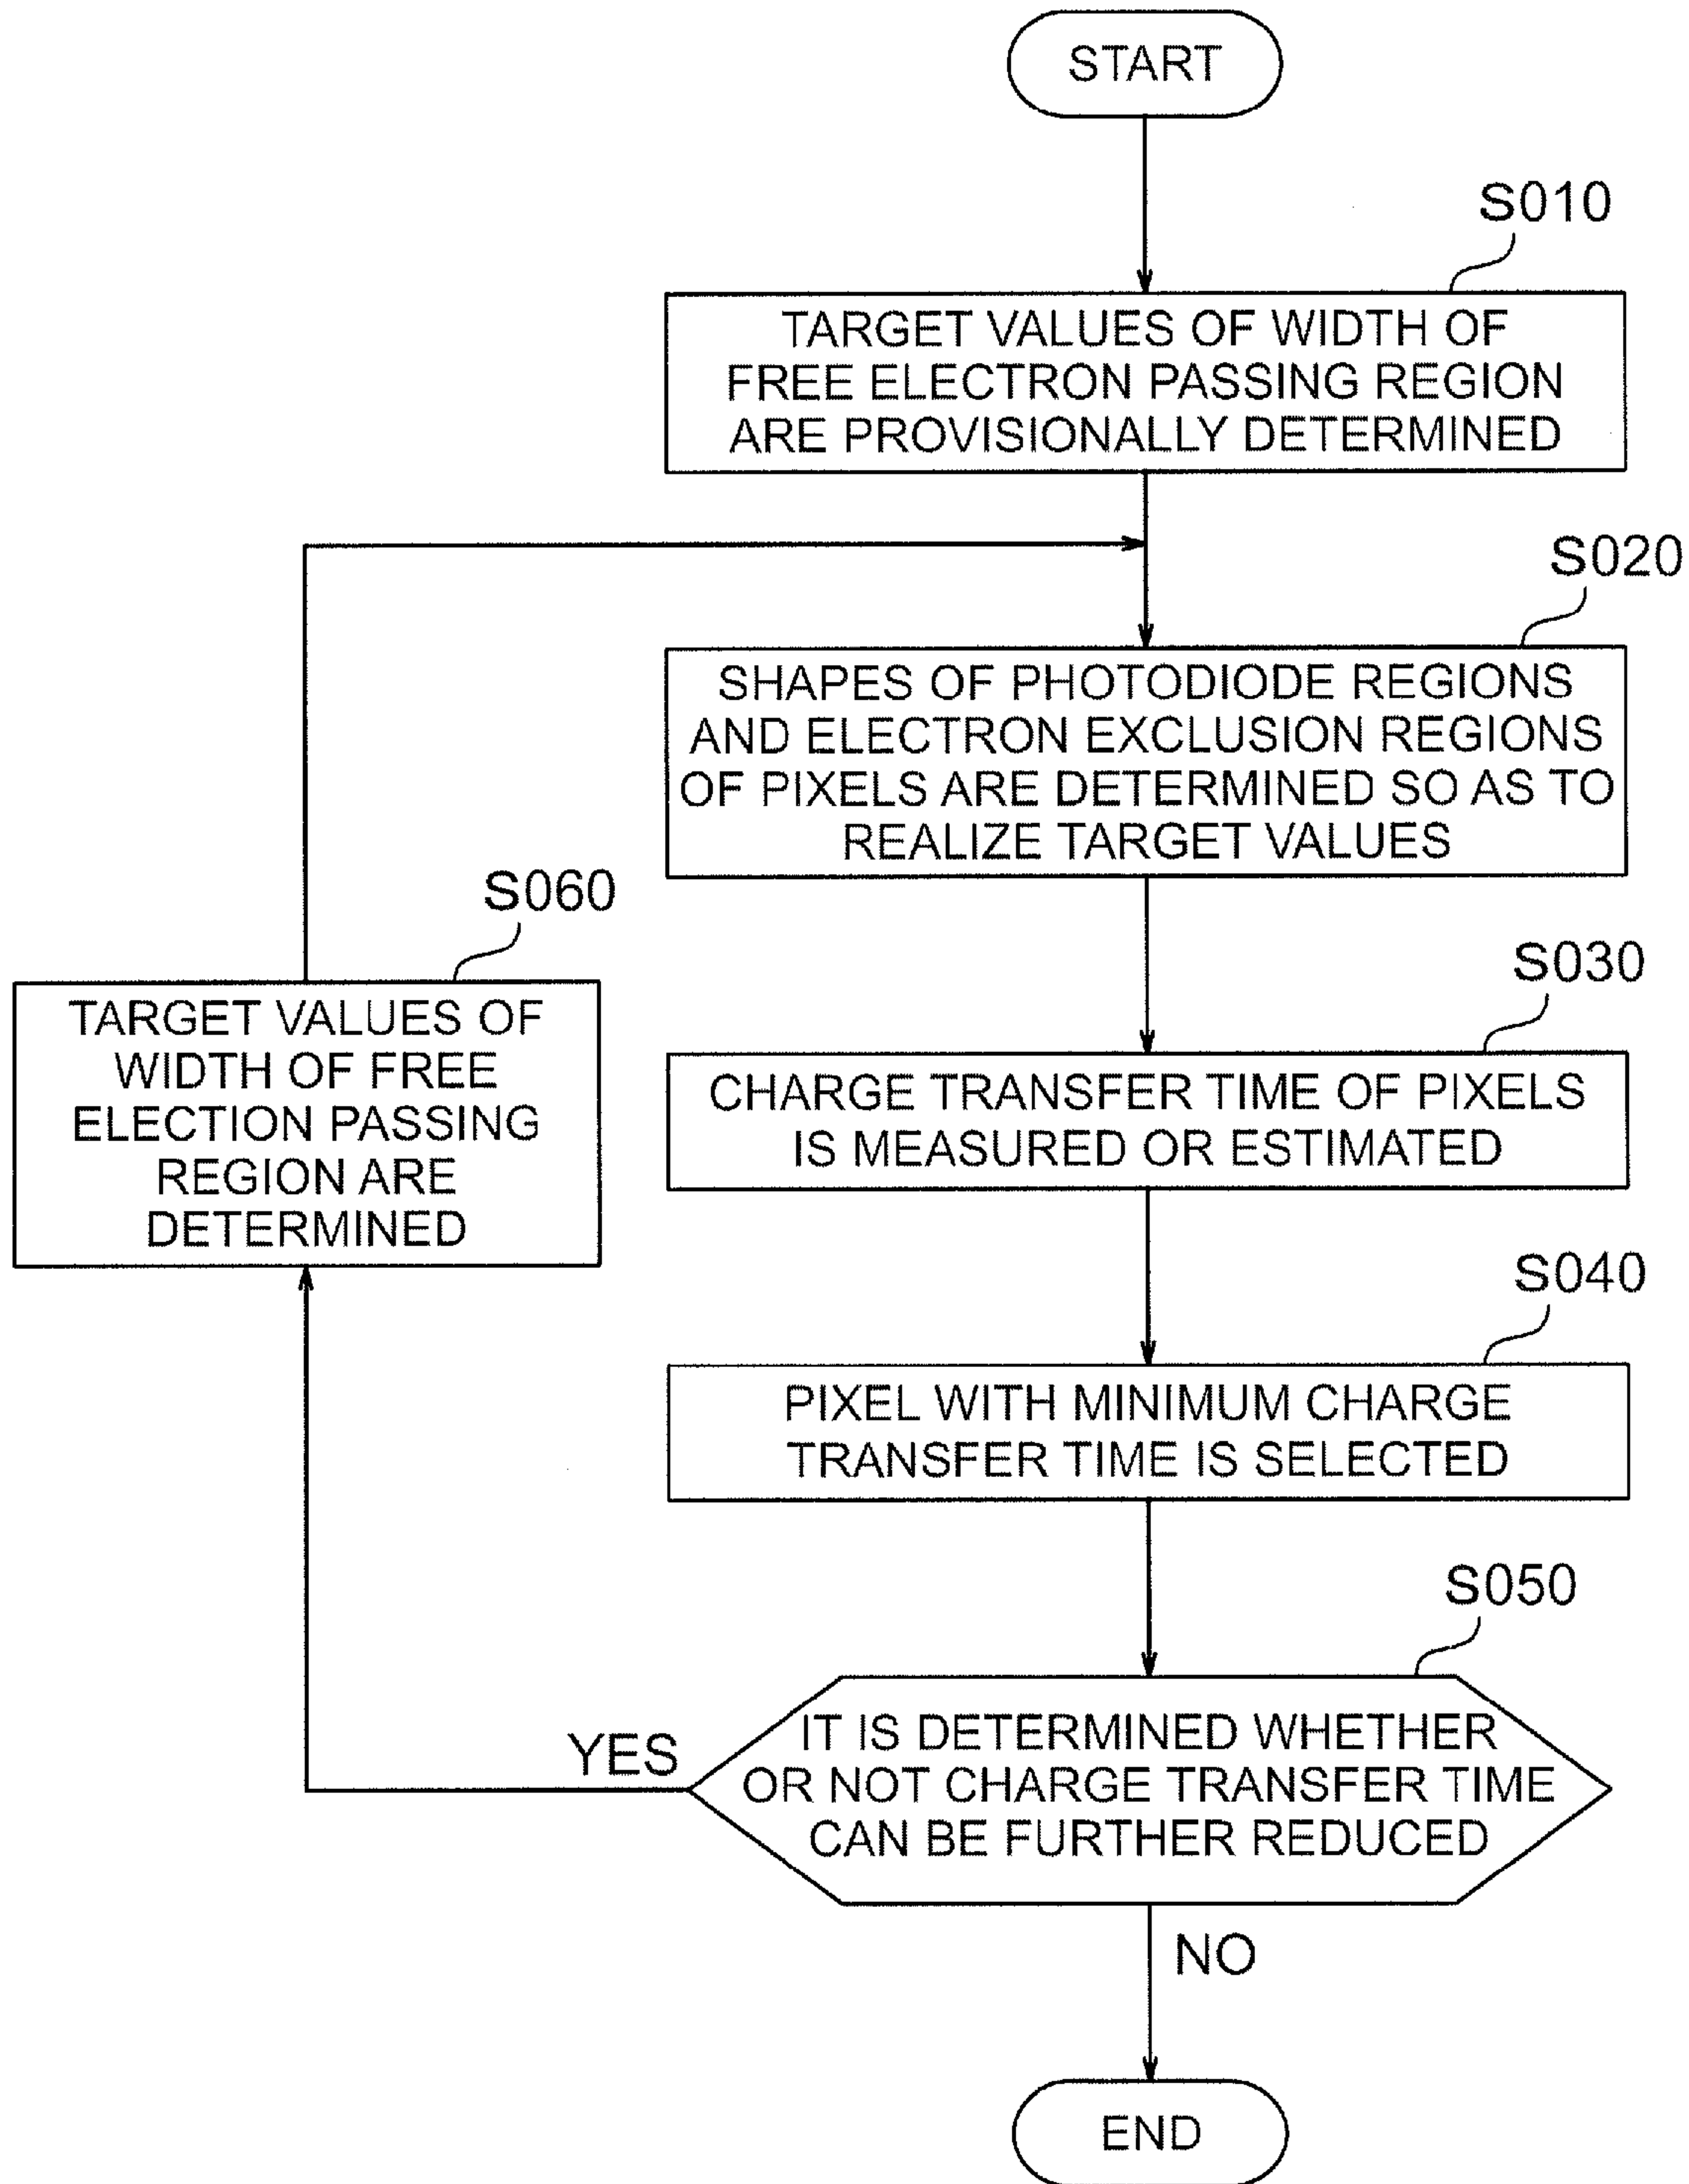 START
S010
TARGET VALUES OF WIDTH OF
FREE ELECTRON PASSING REGION
ARE PROVISIONALLY DETERMINED
S020
SHAPES OF PHOTODIODE REGIONS
AND ELECTRON EXCLUSION REGIONS
OF PIXELS ARE DETERMINED SO AS TO
REALIZE TARGET VALUES
S060
TARGET VALUES OF
WIDTH OF FREE
ELECTION PASSING
REGION ARE
DETERMINED
S030
CHARGE TRANSFER TIME OF PIXELS
IS MEASURED OR ESTIMATED
S040
PIXEL WITH MINIMUM CHARGE
TRANSFER TIME IS SELECTED
S050
IT IS DETERMINED WHETHER
OR NOT CHARGE TRANSFER TIME
CAN BE FURTHER REDUCED
YES
NO
END